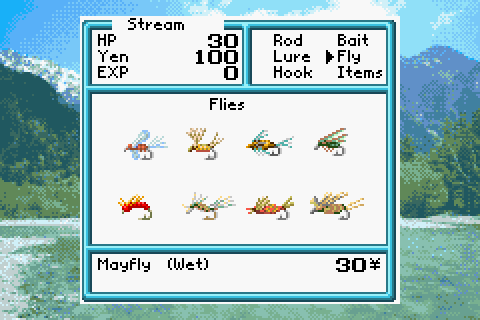 Stream
HP 30
Yen 100
EXP 0
Rod Bait
Lure Fly
Hook Items
Flies
Mayfly (Wet) 30¥